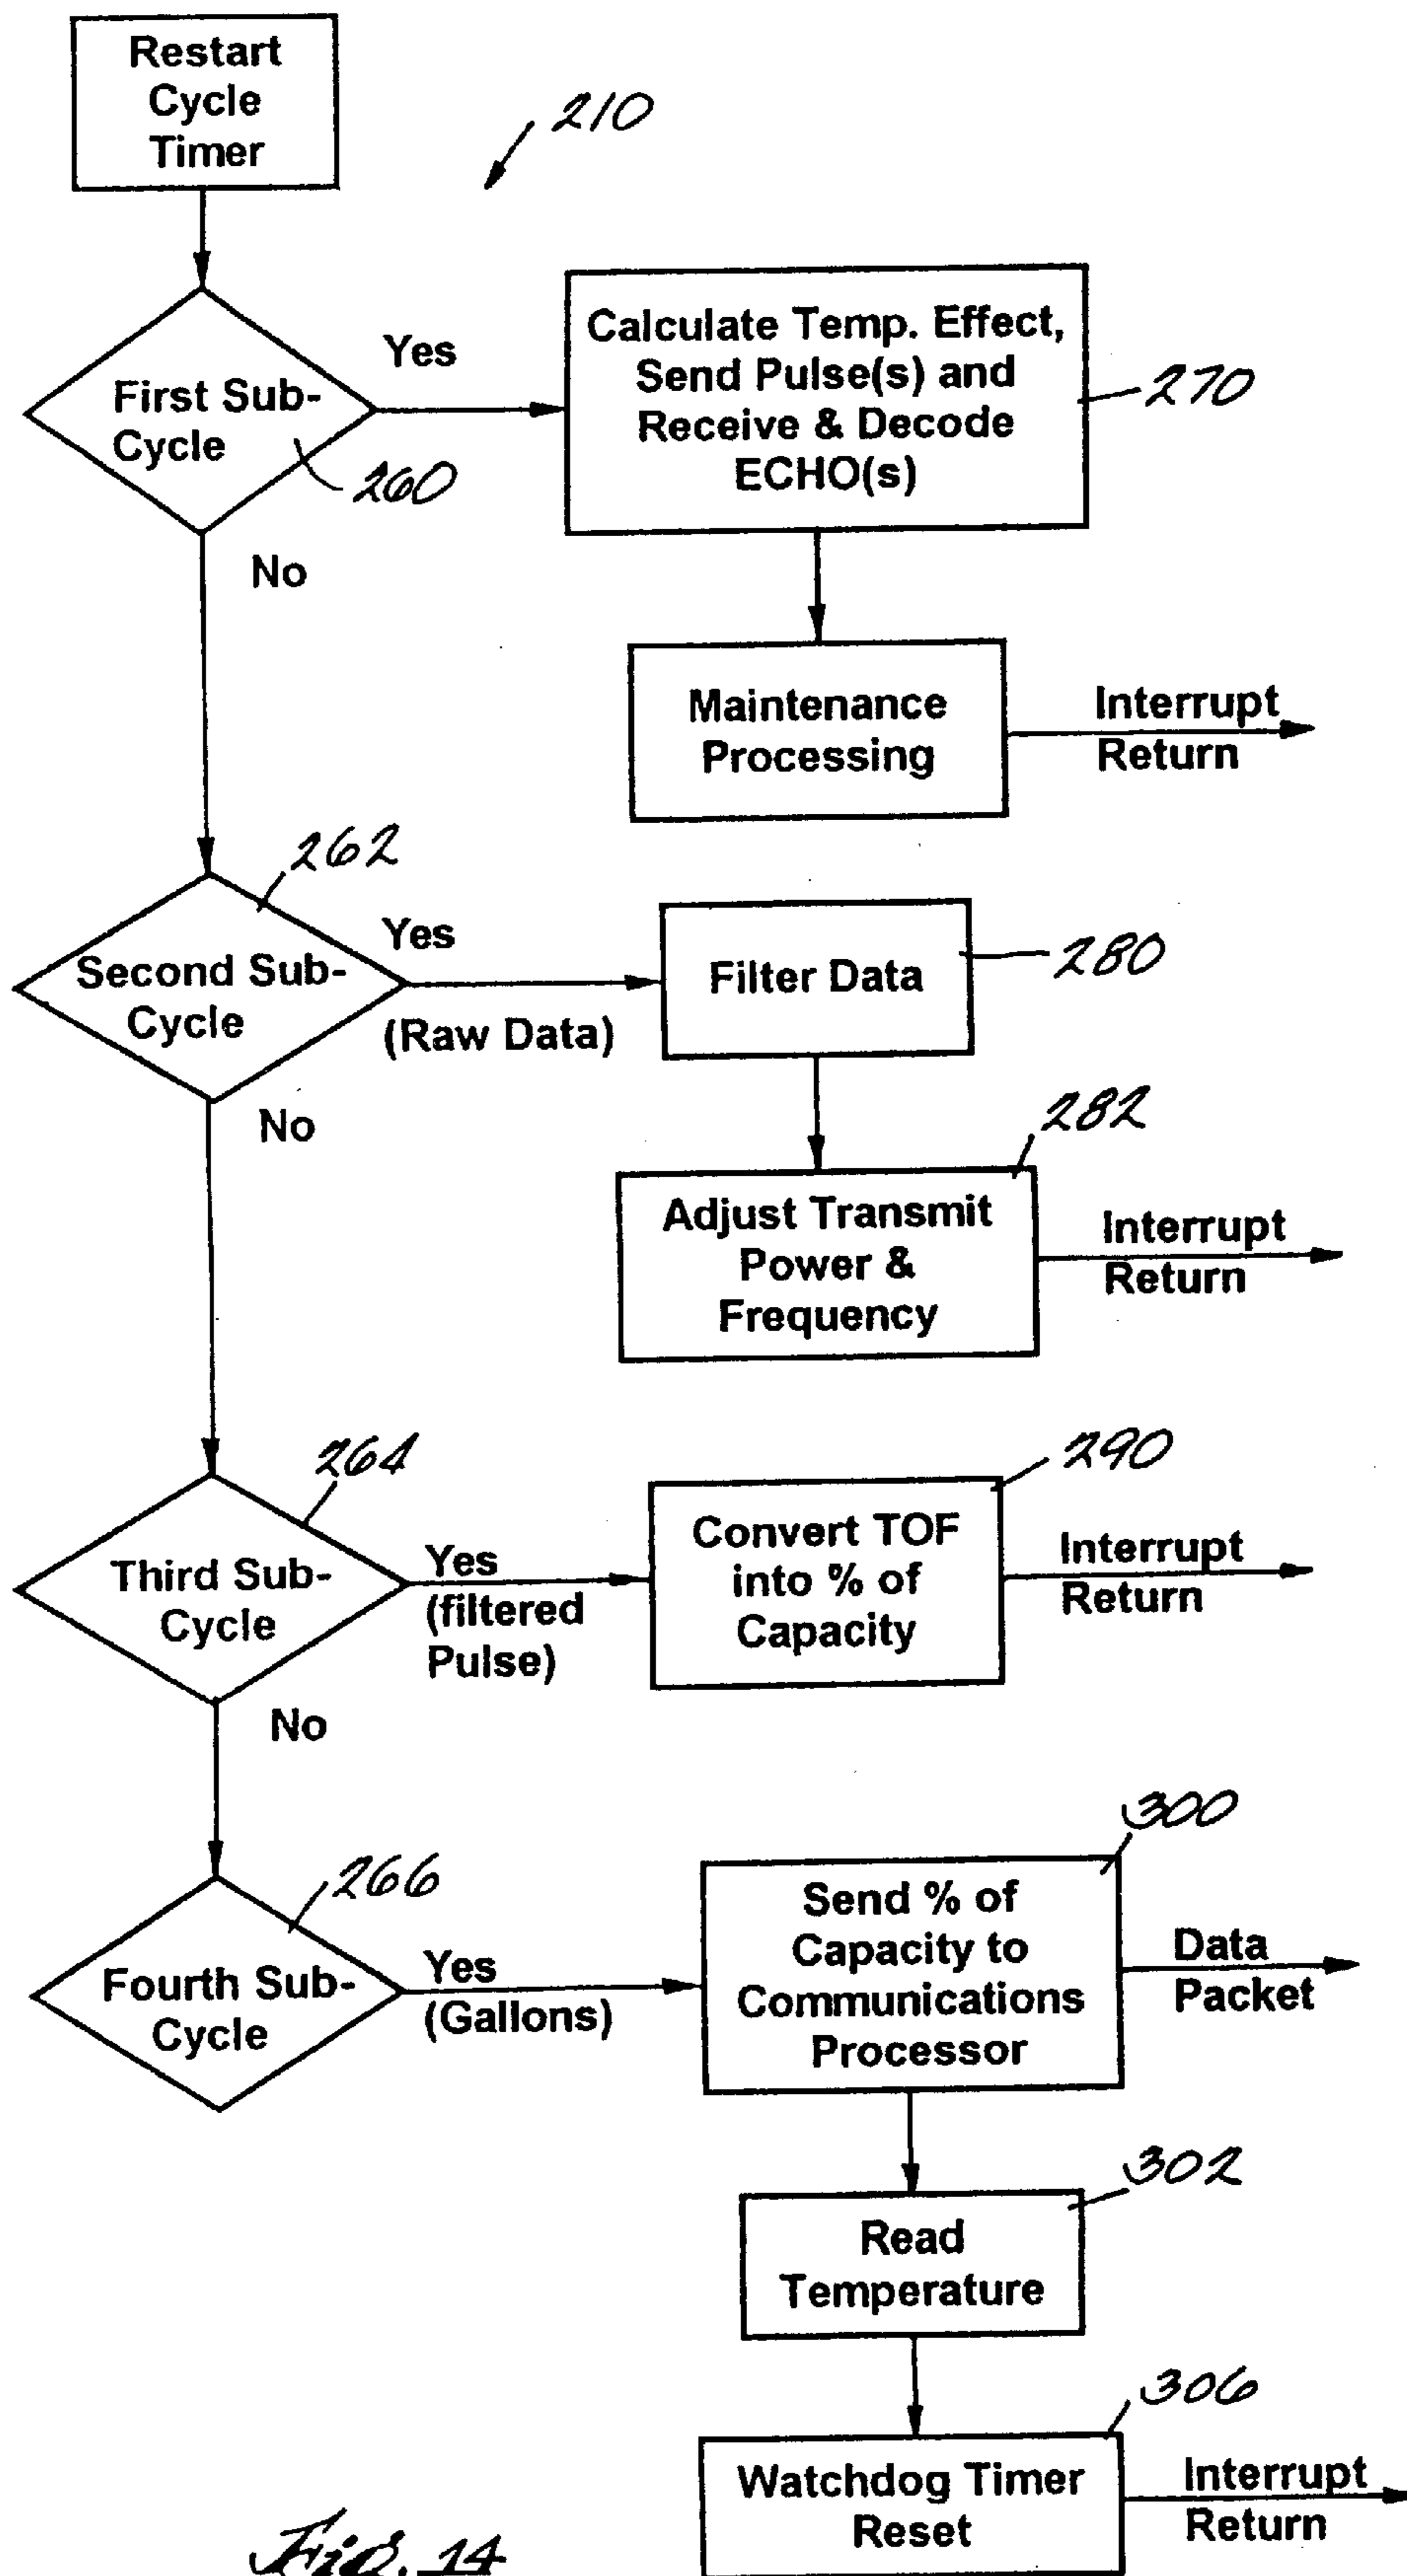 Restart
Cycle
Timer
210
First Sub-
Cycle
260
Yes
No
Calculate Temp. Effect,
Send Pulse(s) and
Receive & Decode
ECHO(s)
270
Maintenance
Processing
Interrupt
Return
262
Second Sub-
Cycle
Yes
(Raw Data)
No
Filter Data
280
282
Adjust Transmit
Power &
Frequency
Interrupt
Return
264
Third Sub-
Cycle
Yes
(filtered
Pulse)
No
290
Convert TOF
into % of
Capacity
Interrupt
Return
266
Fourth Sub-
Cycle
Yes
(Gallons)
300
Send % of
Capacity to
Communications
Processor
Data
Packet
302
Read
Temperature
306
Watchdog Timer
Reset
Interrupt
Return
Fig. 14